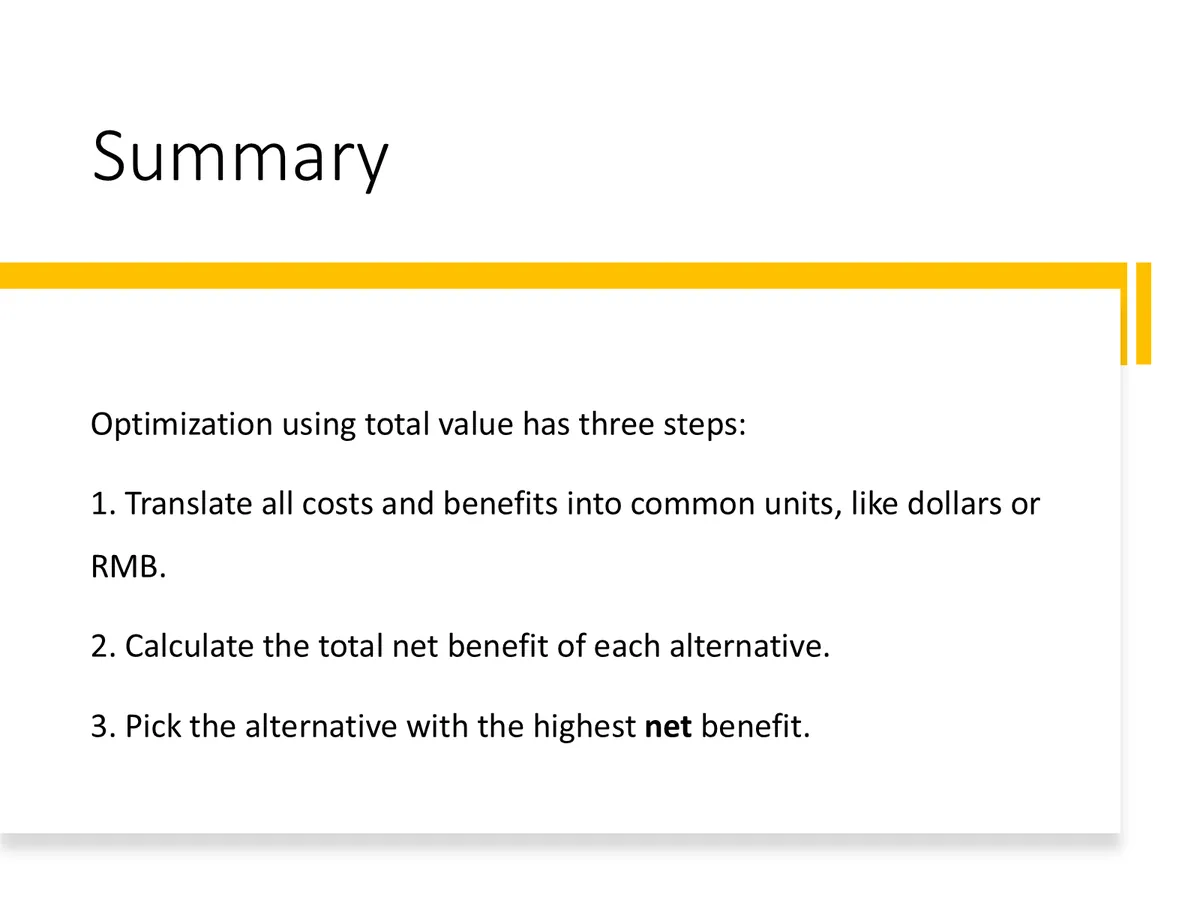 Summary
Optimization using total value has three steps:
1. Translate all costs and benefits into common units, like dollars or
RMB.
2. Calculate the total net benefit of each alternative.
3. Pick the alternative with the highest net benefit.